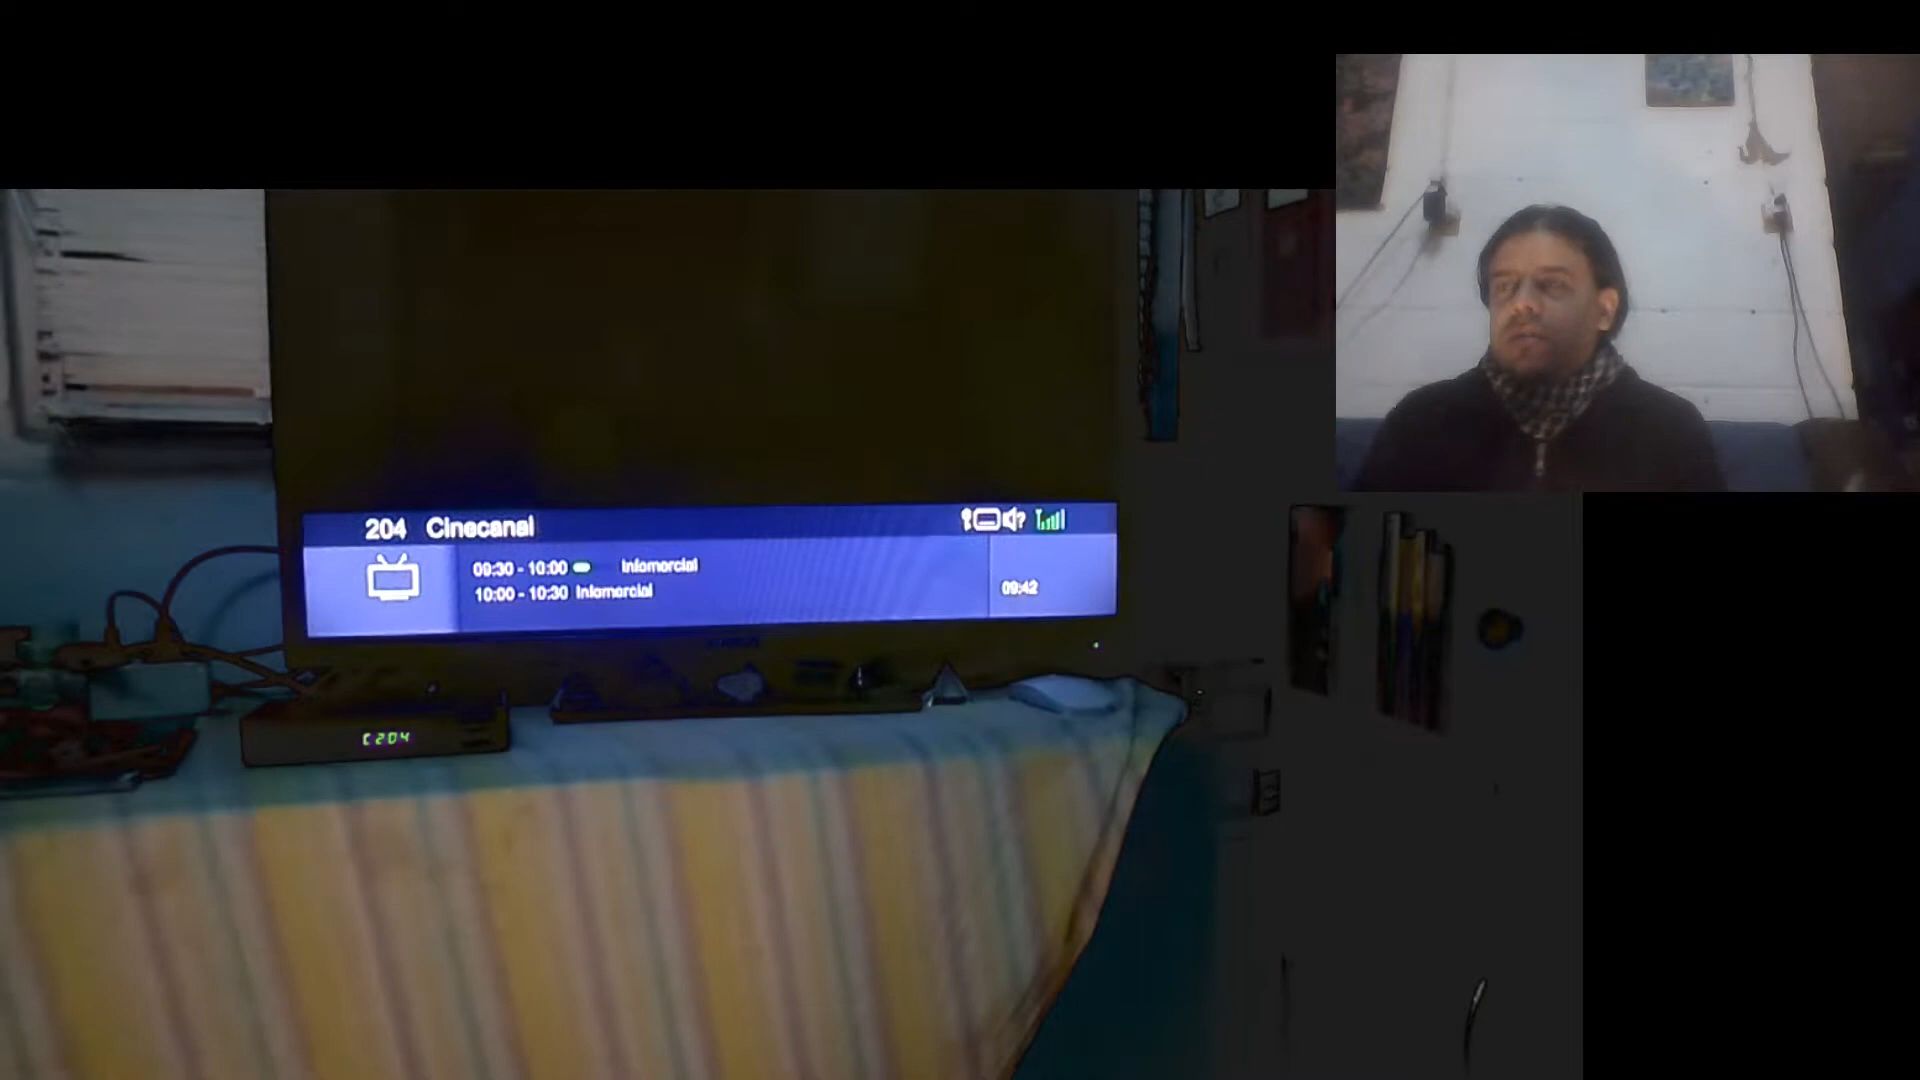 204 Cinecanal
09:30 - 10:00 Infomercial
10:00 - 10:30 Infomercial
09:42
C204